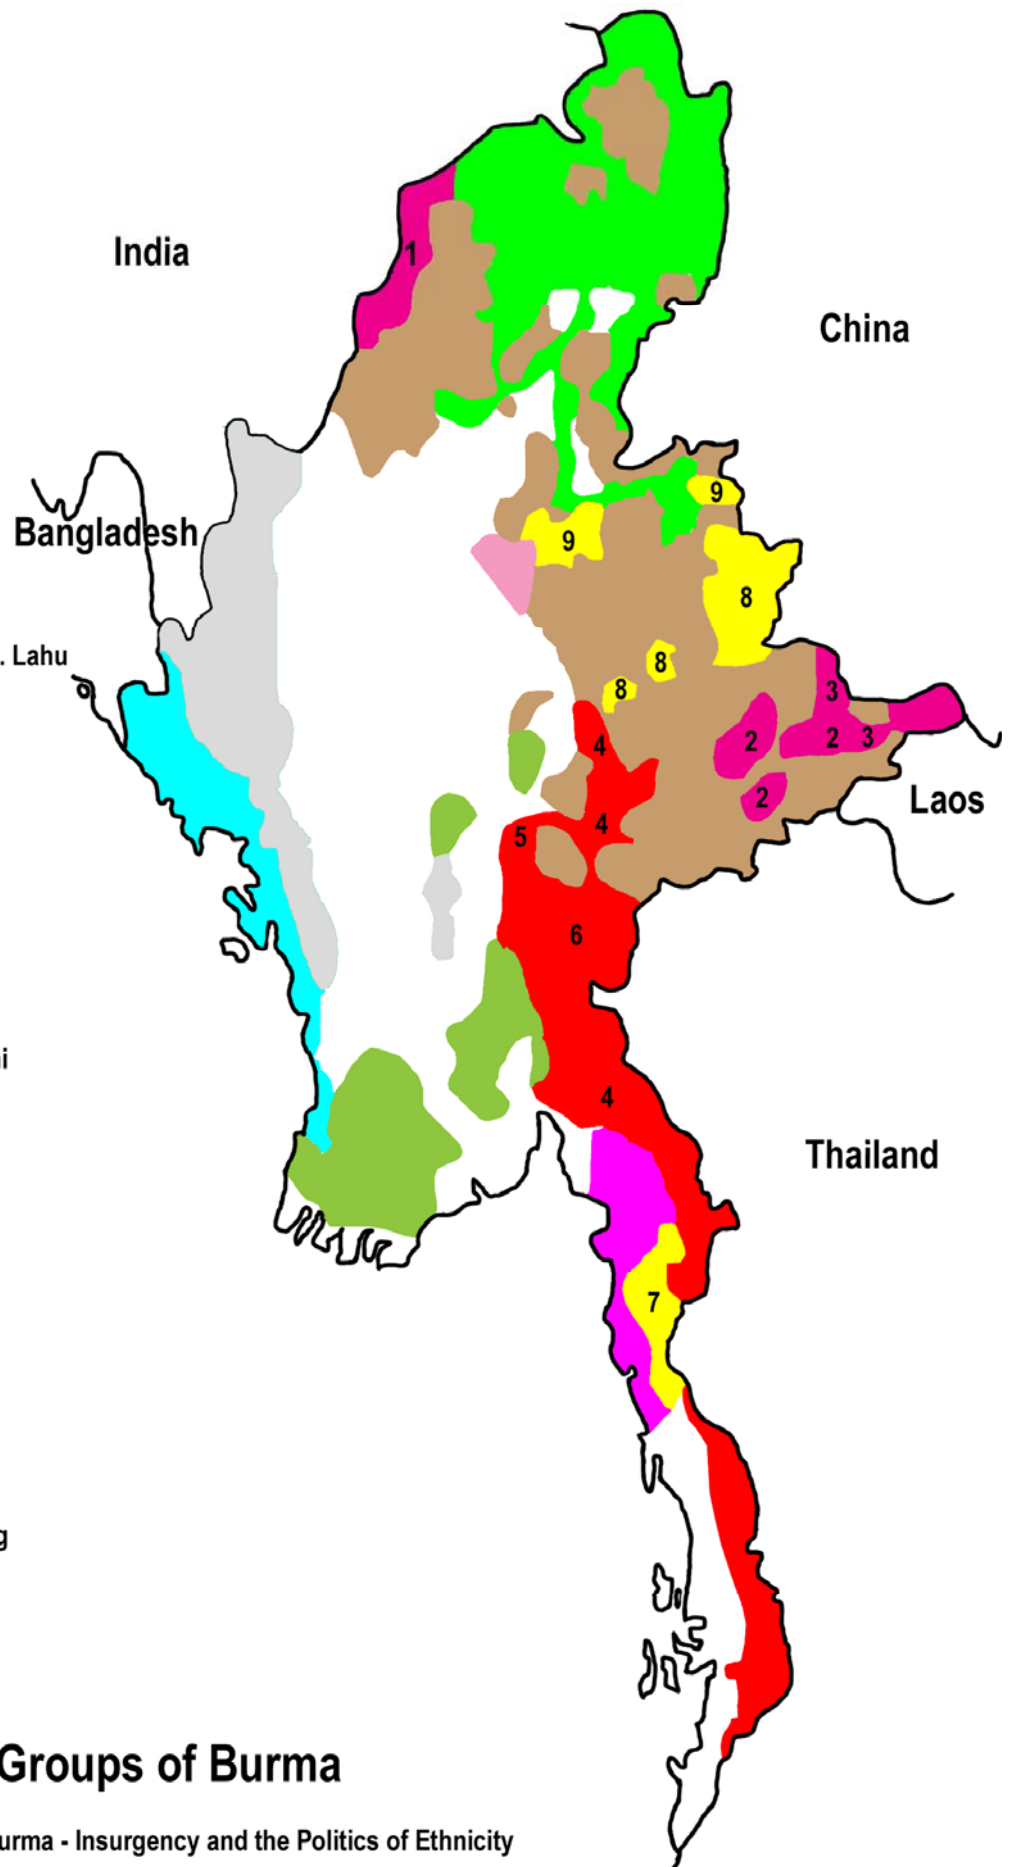 India
1
China
9
Bangladesh
9
8
. Lahu
8
3
8
2
2
3
4
2
Laos
4
5
6
i
4
Thailand
7
g
Groups of Burma
urma - Insurgency and the Politics of Ethnicity